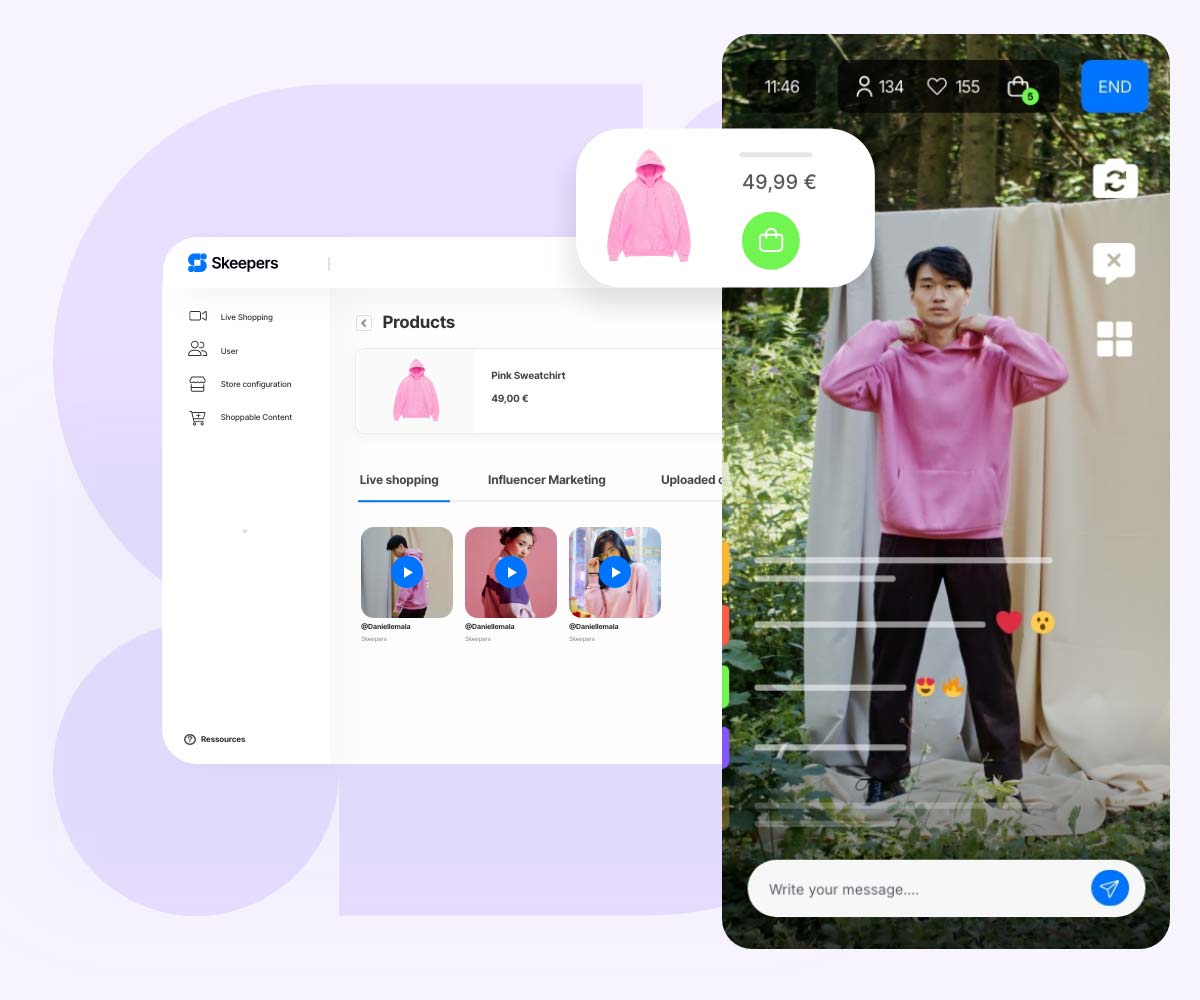 11:46
134
155
5
END
49,99 €
Skeepers
Live Shopping
User
Store configuration
Shoppable Content
Ressources
Products
Pink Sweatchirt
49,00 €
Live shopping
Influencer Marketing
Uploaded c
@Daniellemala
Skeepers
@Daniellemala
Skeepers
@Daniellemala
Skeepers
Write your message....